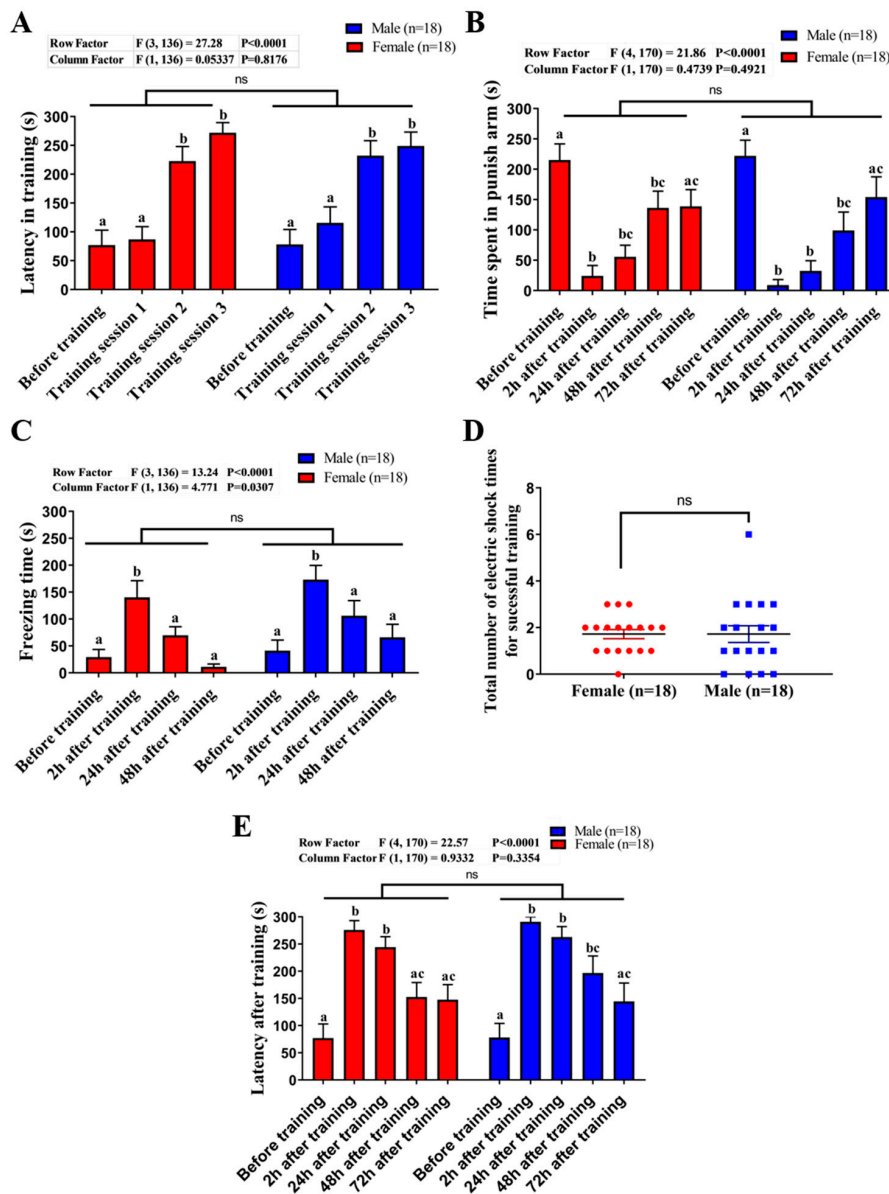 A
Row Factor F (3, 136) = 27.28 P<0.0001
Column Factor F (1, 136) = 0.05337 P=0.8176
Male (n=18)
Female (n=18)
ns
Latency in training (s)
300
250
200
150
100
50
0
a a b b a a b b
Before training
Training session 1
Training session 2
Training session 3
Before training
Training session 1
Training session 2
Training session 3
B
Male (n=18)
Female (n=18)
Row Factor F (4, 170) = 21.86 P<0.0001
Column Factor F (1, 170) = 0.4739 P=0.4921
ns
Time spent in punish arm (s)
300
250
200
150
100
50
0
a b bc bc ac a b b bc ac
Before training
2h after training
24h after training
48h after training
72h after training
Before training
2h after training
24h after training
48h after training
72h after training
C
Row Factor F (3, 136) = 13.24 P<0.0001
Column Factor F (1, 136) = 4.771 P=0.0307
Male (n=18)
Female (n=18)
ns
Freezing time (s)
300
250
200
150
100
50
0
a b a a a b a a
Before training
2h after training
24h after training
48h after training
Before training
2h after training
24h after training
48h after training
D
ns
Total number of electric shock times
for sucessful training
8
6
4
2
0
Female (n=18)
Male (n=18)
E
Row Factor F (4, 170) = 22.57 P<0.0001
Column Factor F (1, 170) = 0.9332 P=0.3354
Male (n=18)
Female (n=18)
ns
Latency after training (s)
300
250
200
150
100
50
0
a b b ac ac a b b bc ac
Before training
2h after training
24h after training
48h after training
72h after training
Before training
2h after training
24h after training
48h after training
72h after training